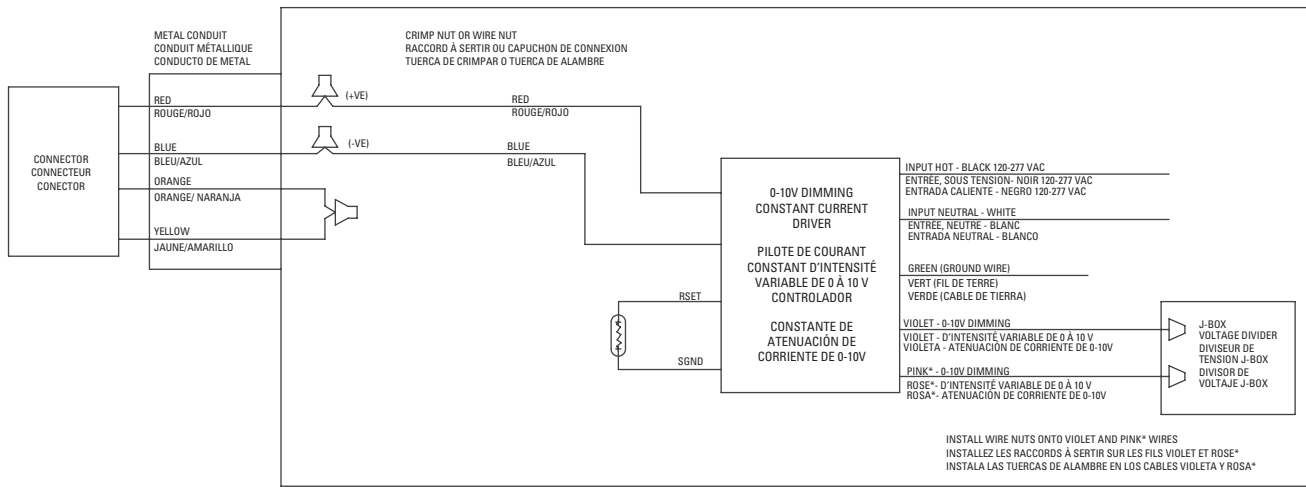 METAL CONDUIT
CONDUIT MÉTALLIQUE
CONDUCTO DE METAL
CRIMP NUT OR WIRE NUT
RACCORD À SERTIR OU CAPUCHON DE CONNEXION
TUERCA DE CRIMPAR O TUERCA DE ALAMBRE
CONNECTOR
CONNECTEUR
CONECTOR
RED
ROUGE/ROJO
(+VE)
RED
ROUGE/ROJO
BLUE
BLEU/AZUL
(-VE)
BLUE
BLEU/AZUL
ORANGE
ORANGE/ NARANJA
YELLOW
JAUNE/AMARILLO
RSET
SGND
0-10V DIMMING
CONSTANT CURRENT
DRIVER
PILOTE DE COURANT
CONSTANT D'INTENSITÉ
VARIABLE DE 0 À 10 V
CONTROLADOR
CONSTANTE DE
ATENUACIÓN DE
CORRIENTE DE 0-10V
INPUT HOT - BLACK 120-277 VAC
ENTRÉE, SOUS TENSION- NOIR 120-277 VAC
ENTRADA CALIENTE - NEGRO 120-277 VAC
INPUT NEUTRAL - WHITE
ENTRÉE, NEUTRE - BLANC
ENTRADA NEUTRAL - BLANCO
GREEN (GROUND WIRE)
VERT (FIL DE TERRE)
VERDE (CABLE DE TIERRA)
VIOLET - 0-10V DIMMING
VIOLET - D'INTENSITÉ VARIABLE DE 0 À 10 V
VIOLETA - ATENUACIÓN DE CORRIENTE DE 0-10V
PINK* - 0-10V DIMMING
ROSE*- D'INTENSITÉ VARIABLE DE 0 À 10 V
ROSA*- ATENUACIÓN DE CORRIENTE DE 0-10V
J-BOX
VOLTAGE DIVIDER
DIVISEUR DE
TENSION J-BOX
DIVISOR DE
VOLTAJE J-BOX
INSTALL WIRE NUTS ONTO VIOLET AND PINK* WIRES
INSTALLEZ LES RACCORDS À SERTIR SUR LES FILS VIOLET ET ROSE*
INSTALA LAS TUERCAS DE ALAMBRE EN LOS CABLES VIOLETA Y ROSA*